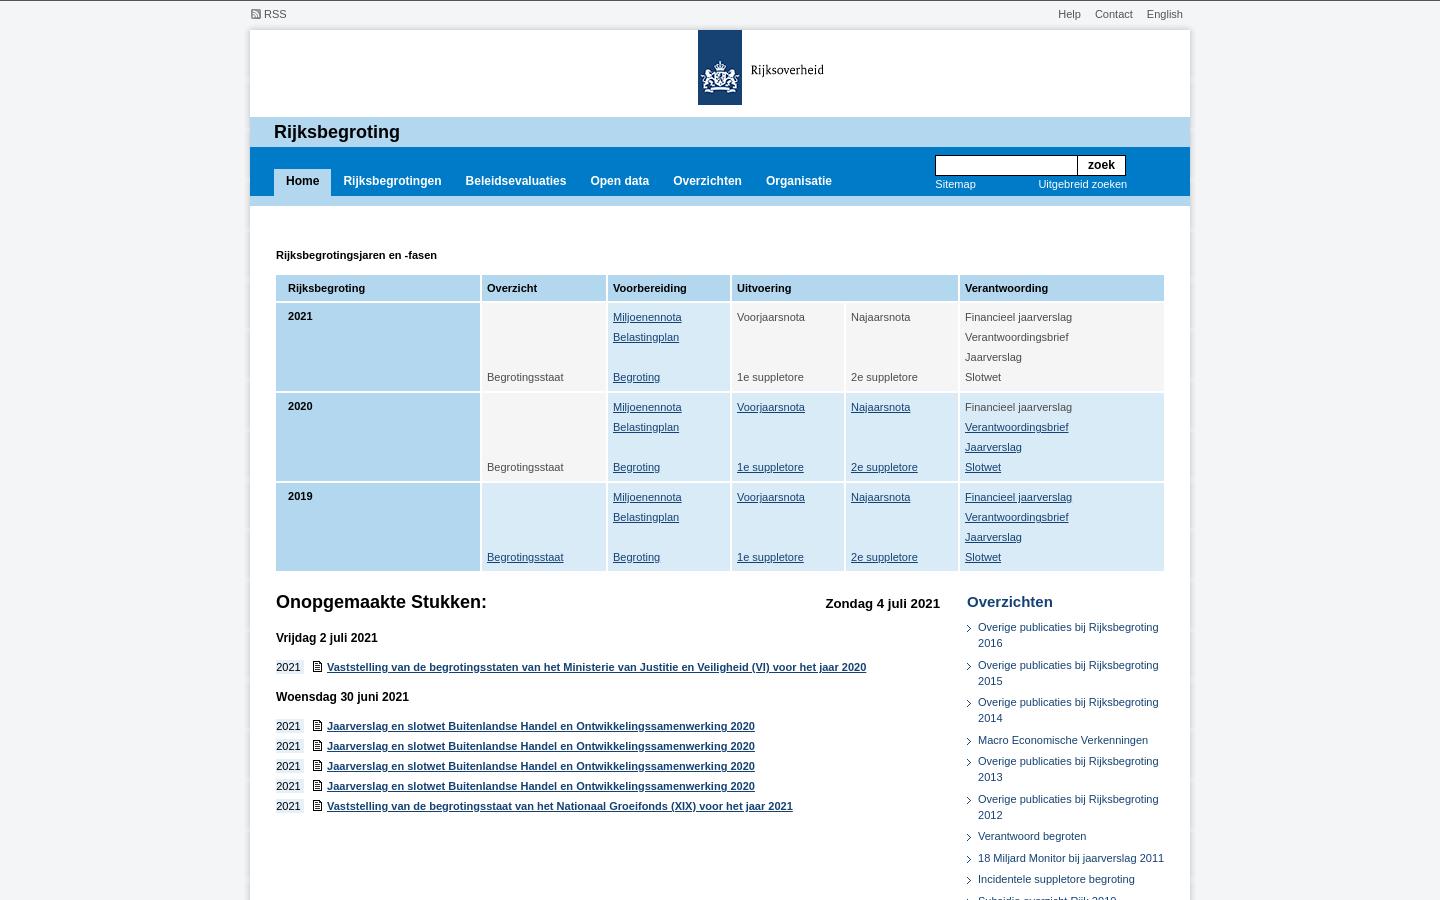 RSS
Help Contact English
Rijksoverheid
Rijksbegroting
zoek
Home Rijksbegrotingen Beleidsevaluaties Open data Overzichten Organisatie
Sitemap Uitgebreid zoeken
Rijksbegrotingsjaren en -fasen
Rijksbegroting Overzicht Voorbereiding Uitvoering Verantwoording
2021 Miljoenennota Voorjaarsnota Najaarsnota Financieel jaarverslag
Belastingplan Verantwoordingsbrief
Jaarverslag
Begrotingsstaat Begroting 1e suppletore 2e suppletore Slotwet
2020 Miljoenennota Voorjaarsnota Najaarsnota Financieel jaarverslag
Belastingplan Verantwoordingsbrief
Jaarverslag
Begrotingsstaat Begroting 1e suppletore 2e suppletore Slotwet
2019 Miljoenennota Voorjaarsnota Najaarsnota Financieel jaarverslag
Belastingplan Verantwoordingsbrief
Jaarverslag
Begrotingsstaat Begroting 1e suppletore 2e suppletore Slotwet
Onopgemaakte Stukken: Zondag 4 juli 2021
Vrijdag 2 juli 2021
2021 Vaststelling van de begrotingsstaten van het Ministerie van Justitie en Veiligheid (VI) voor het jaar 2020
Woensdag 30 juni 2021
2021 Jaarverslag en slotwet Buitenlandse Handel en Ontwikkelingssamenwerking 2020
2021 Jaarverslag en slotwet Buitenlandse Handel en Ontwikkelingssamenwerking 2020
2021 Jaarverslag en slotwet Buitenlandse Handel en Ontwikkelingssamenwerking 2020
2021 Jaarverslag en slotwet Buitenlandse Handel en Ontwikkelingssamenwerking 2020
2021 Vaststelling van de begrotingsstaat van het Nationaal Groeifonds (XIX) voor het jaar 2021
Overzichten
Overige publicaties bij Rijksbegroting
2016
Overige publicaties bij Rijksbegroting
2015
Overige publicaties bij Rijksbegroting
2014
Macro Economische Verkenningen
Overige publicaties bij Rijksbegroting
2013
Overige publicaties bij Rijksbegroting
2012
Verantwoord begroten
18 Miljard Monitor bij jaarverslag 2011
Incidentele suppletore begroting
Subsidie overzicht Rijk 2010